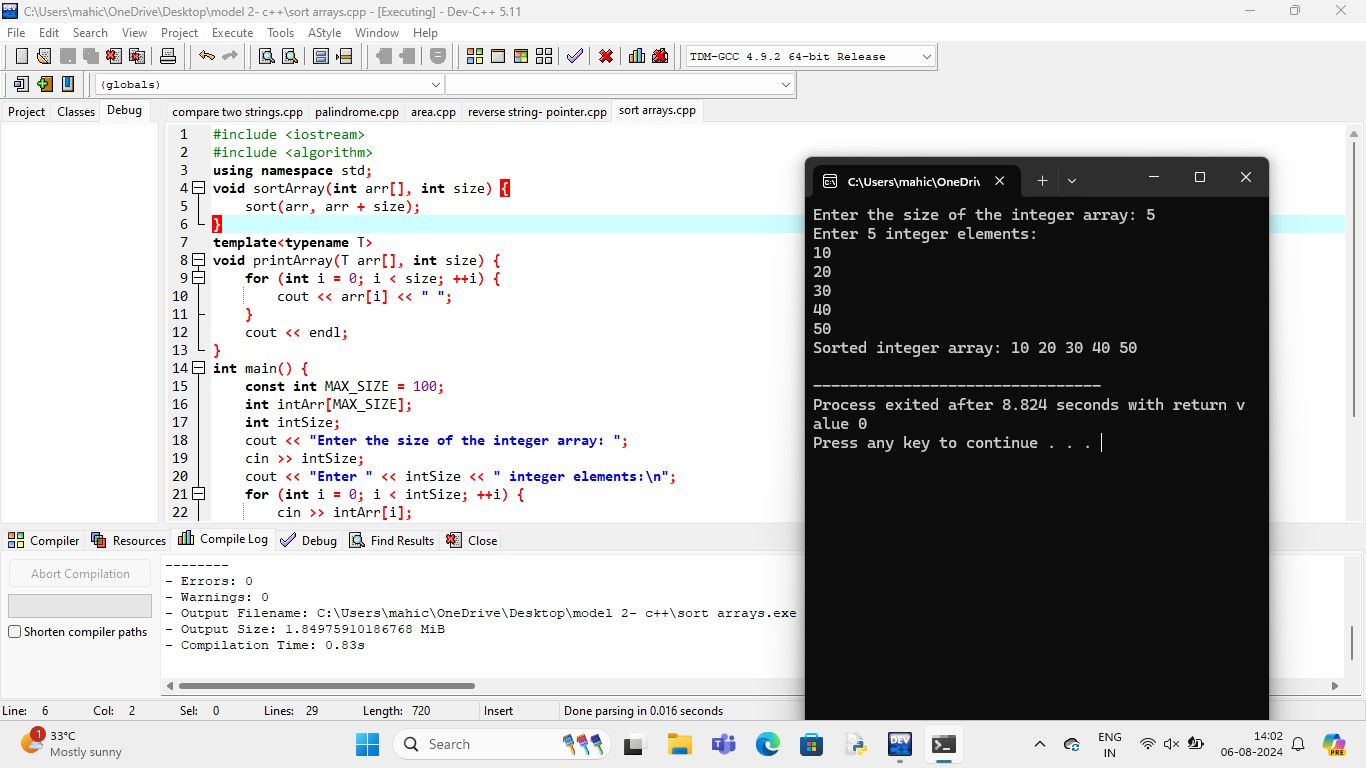 C:\Users\mahic\OneDrive\Desktop\model 2- c++\sort arrays.cpp - [Executing] - Dev-C++ 5.11
File Edit Search View Project Execute Tools AStyle Window Help
TDM-GCC 4.9.2 64-bit Release
(globals)
Project Classes Debug
compare two strings.cpp palindrome.cpp area.cpp reverse string- pointer.cpp sort arrays.cpp
1 #include <iostream>
2 #include <algorithm>
3 using namespace std;
4 void sortArray(int arr[], int size) {
5 sort(arr, arr + size);
6 }
7 template<typename T>
8 void printArray(T arr[], int size) {
9 for (int i = 0; i < size; ++i) {
10 cout << arr[i] << " ";
11 }
12 cout << endl;
13 }
14 int main() {
15 const int MAX_SIZE = 100;
16 int intArr[MAX_SIZE];
17 int intSize;
18 cout << "Enter the size of the integer array: ";
19 cin >> intSize;
20 cout << "Enter " << intSize << " integer elements:\n";
21 for (int i = 0; i < intSize; ++i) {
22 cin >> intArr[i];
C:\Users\mahic\OneDri
Enter the size of the integer array: 5
Enter 5 integer elements:
10
20
30
40
50
Sorted integer array: 10 20 30 40 50
--------------------------------
Process exited after 8.824 seconds with return v
alue 0
Press any key to continue . . .
Compiler Resources Compile Log Debug Find Results Close
Abort Compilation
Shorten compiler paths
--------
- Errors: 0
- Warnings: 0
- Output Filename: C:\Users\mahic\OneDrive\Desktop\model 2- c++\sort arrays.exe
- Output Size: 1.84975910186768 MiB
- Compilation Time: 0.83s
Line: 6 Col: 2 Sel: 0 Lines: 29 Length: 720 Insert Done parsing in 0.016 seconds
1
33°C
Mostly sunny
Search
DEV
PRE
ENG
IN
14:02
06-08-2024